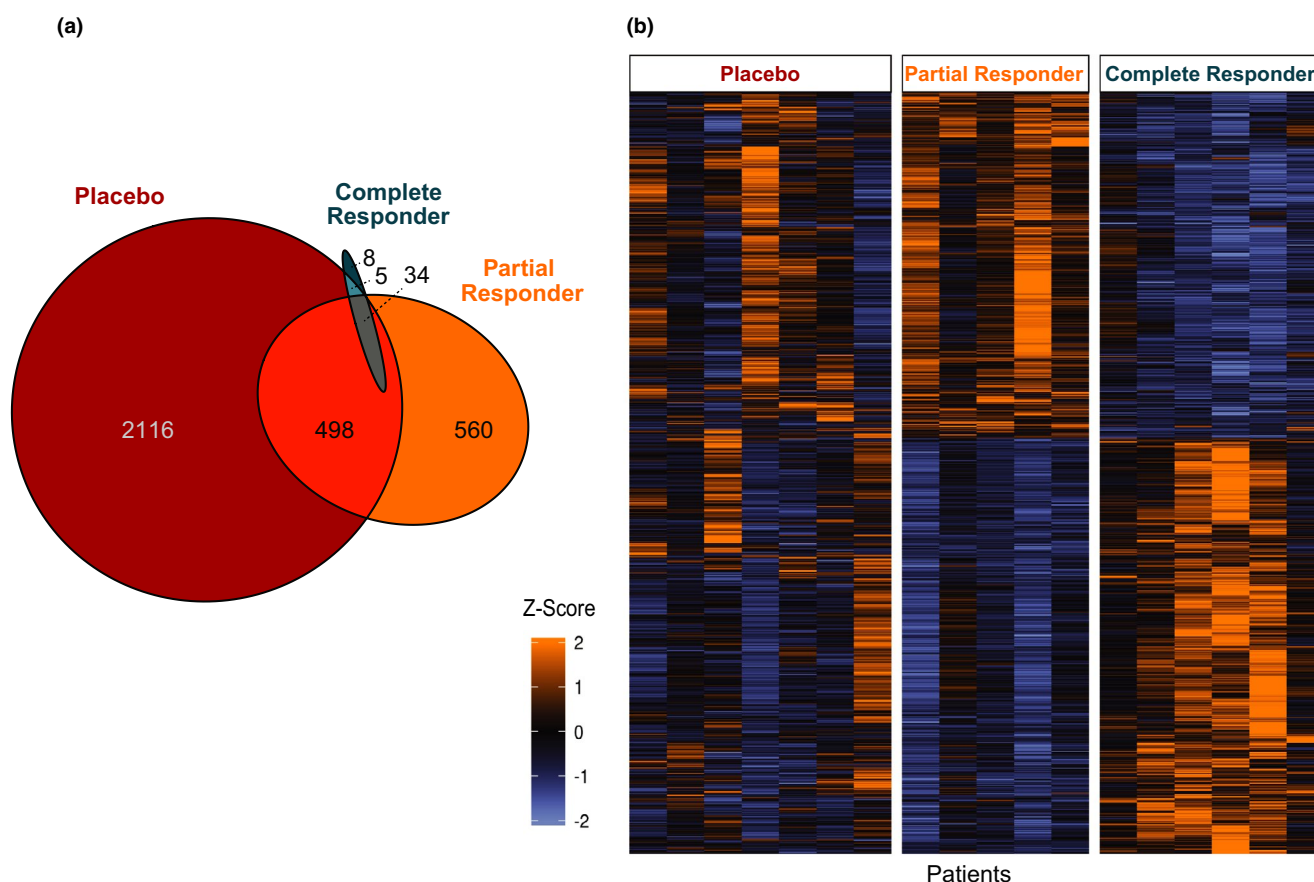 (a)
Placebo
Complete
Responder
8
5
34
Partial
Responder
2116
498
560
Z-Score
2
1
0
-1
-2
(b)
Placebo
Partial Responder
Complete Responder
Patients